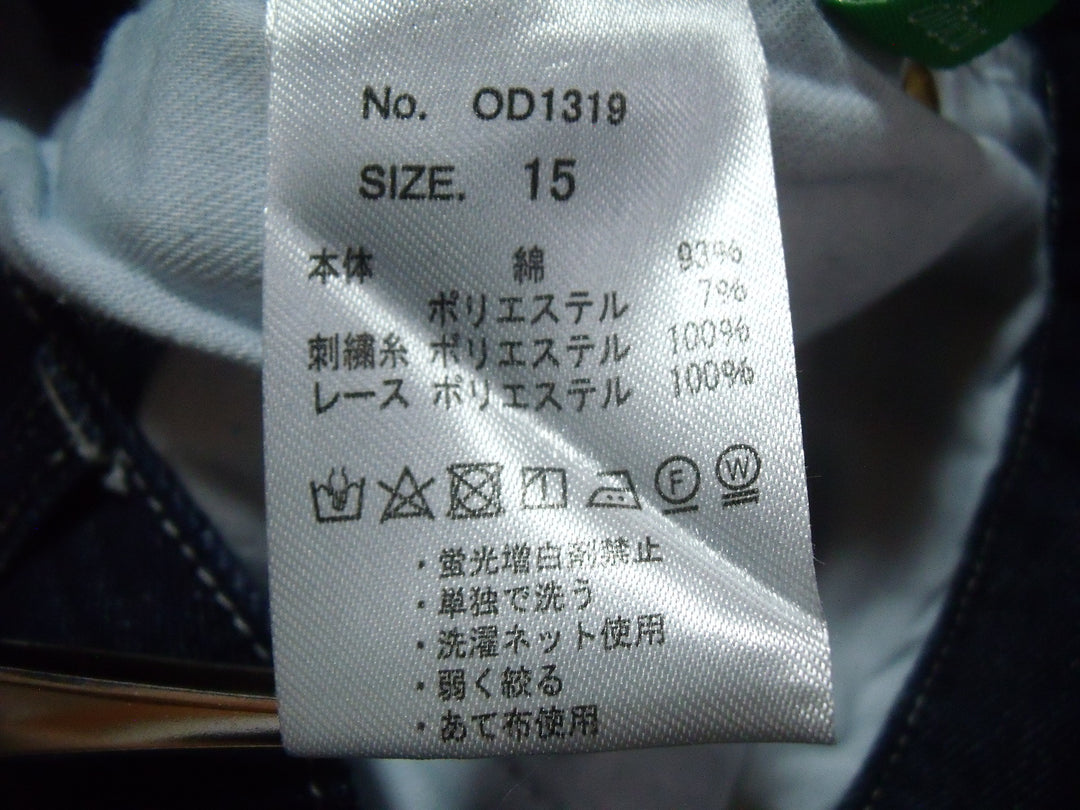 No. OD1319
SIZE. 15
本体 綿 93%
ポリエステル 7%
刺繍糸 ポリエステル 100%
レース ポリエステル 100%
F W
・蛍光増白剤禁止
・単独で洗う
・洗濯ネット使用
・弱く絞る
・あて布使用